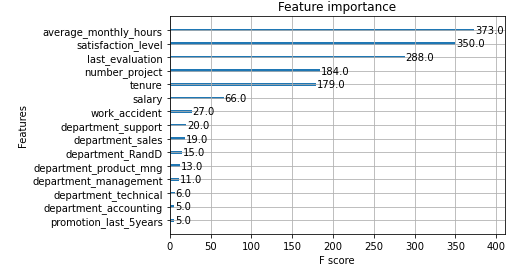 Feature importance
average_monthly_hours 373.0
satisfaction_level 350.0
last_evaluation 288.0
number_project 184.0
tenure 179.0
salary 66.0
work_accident 27.0
department_support 20.0
department_sales 19.0
department_RandD 15.0
department_product_mng 13.0
department_management 11.0
department_technical 6.0
department_accounting 5.0
promotion_last_5years 5.0
Features
0 50 100 150 200 250 300 350 400
F score